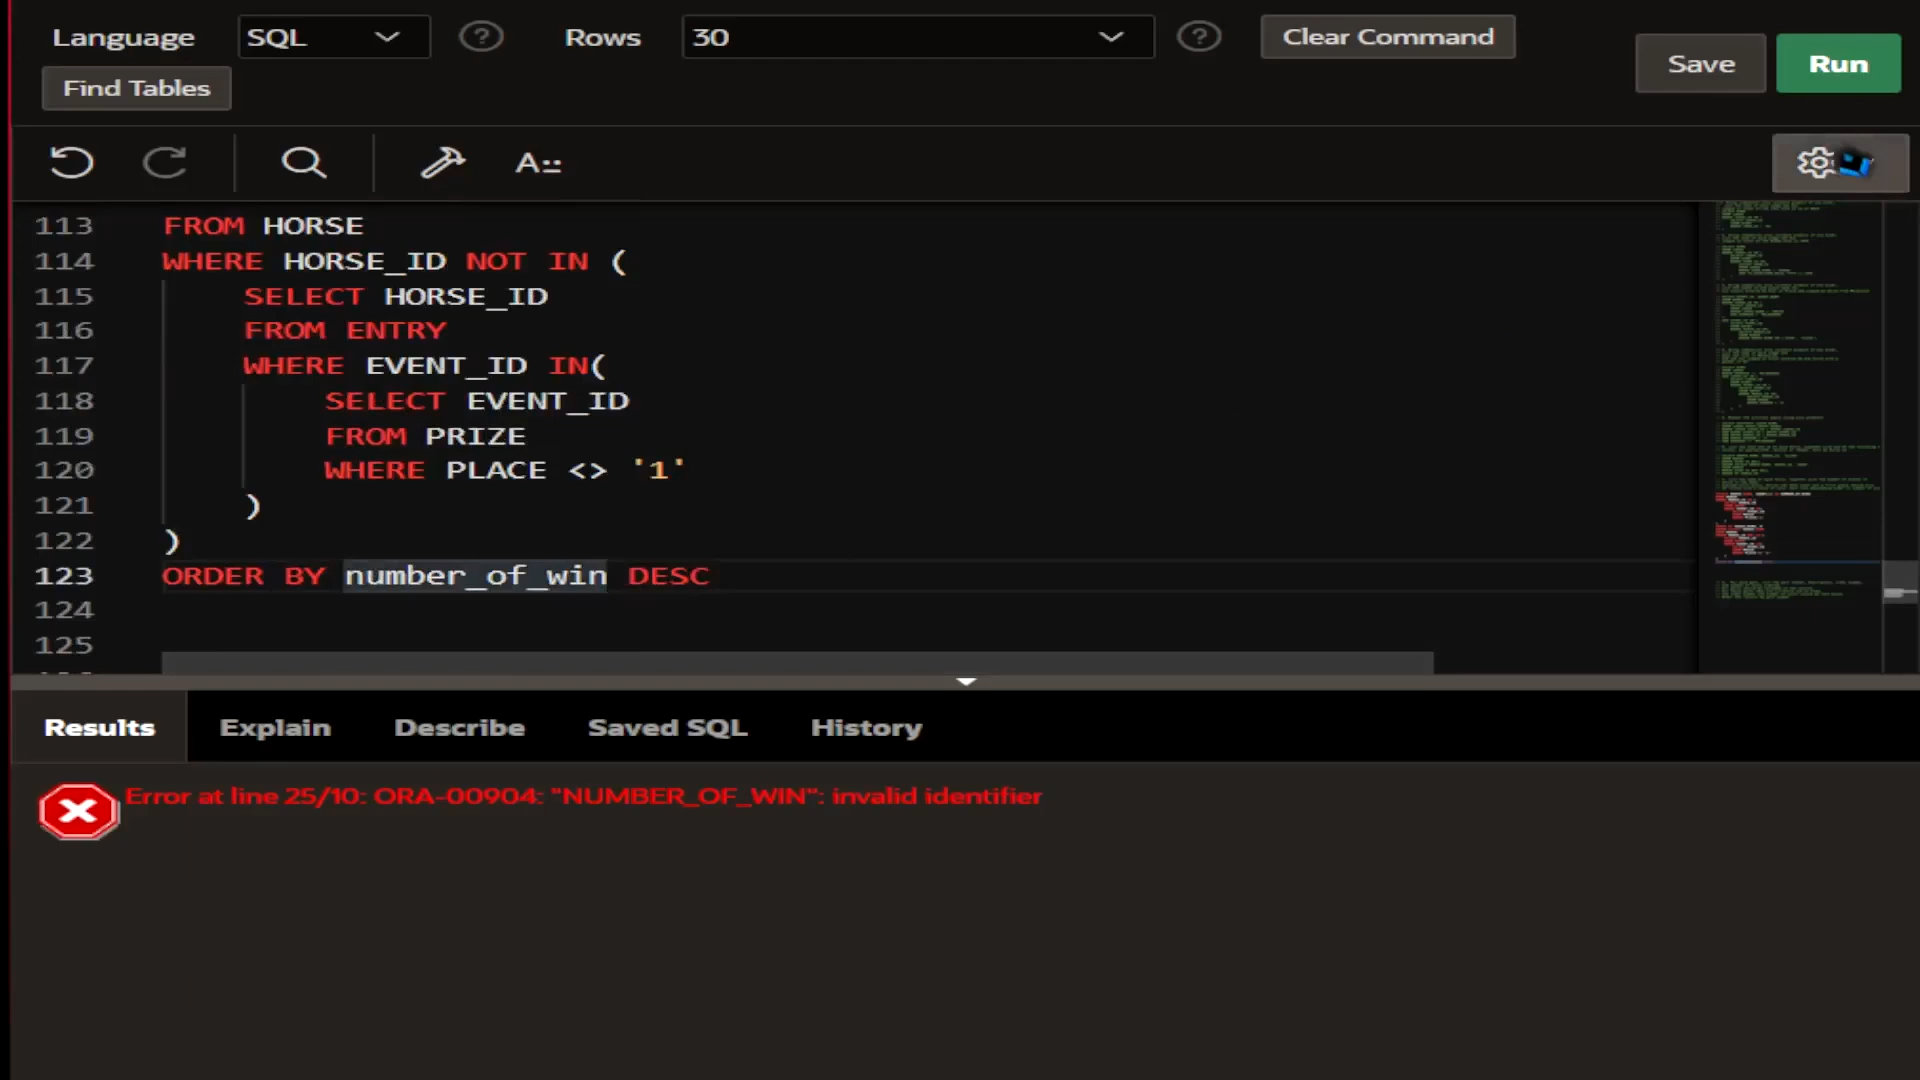 Language SQL Rows 30 Clear Command Save Run
Find Tables
113 FROM HORSE
114 WHERE HORSE_ID NOT IN (
115 SELECT HORSE_ID
116 FROM ENTRY
117 WHERE EVENT_ID IN(
118 SELECT EVENT_ID
119 FROM PRIZE
120 WHERE PLACE <> '1'
121 )
122 )
123 ORDER BY number_of_win DESC
124
125
Results Explain Describe Saved SQL History
Error at line 25/10: ORA-00904: "NUMBER_OF_WIN": invalid identifier